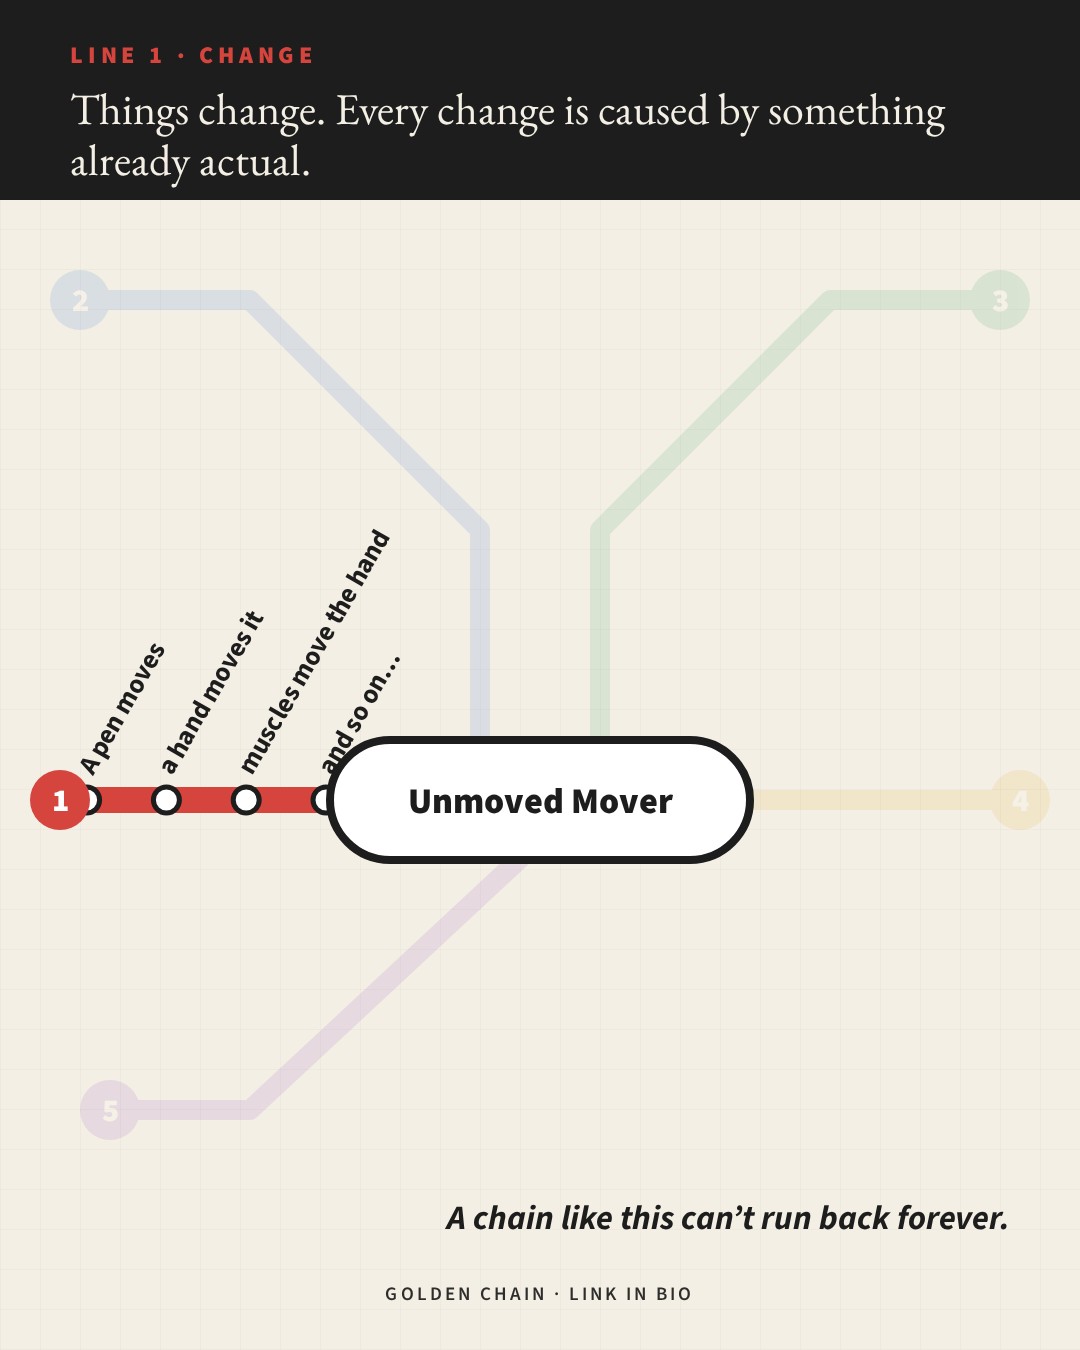 LINE 1 · CHANGE
Things change. Every change is caused by something
already actual.
2
3
A pen moves
a hand moves it
muscles move the hand
and so on…
1
Unmoved Mover
4
5
A chain like this can’t run back forever.
GOLDEN CHAIN · LINK IN BIO